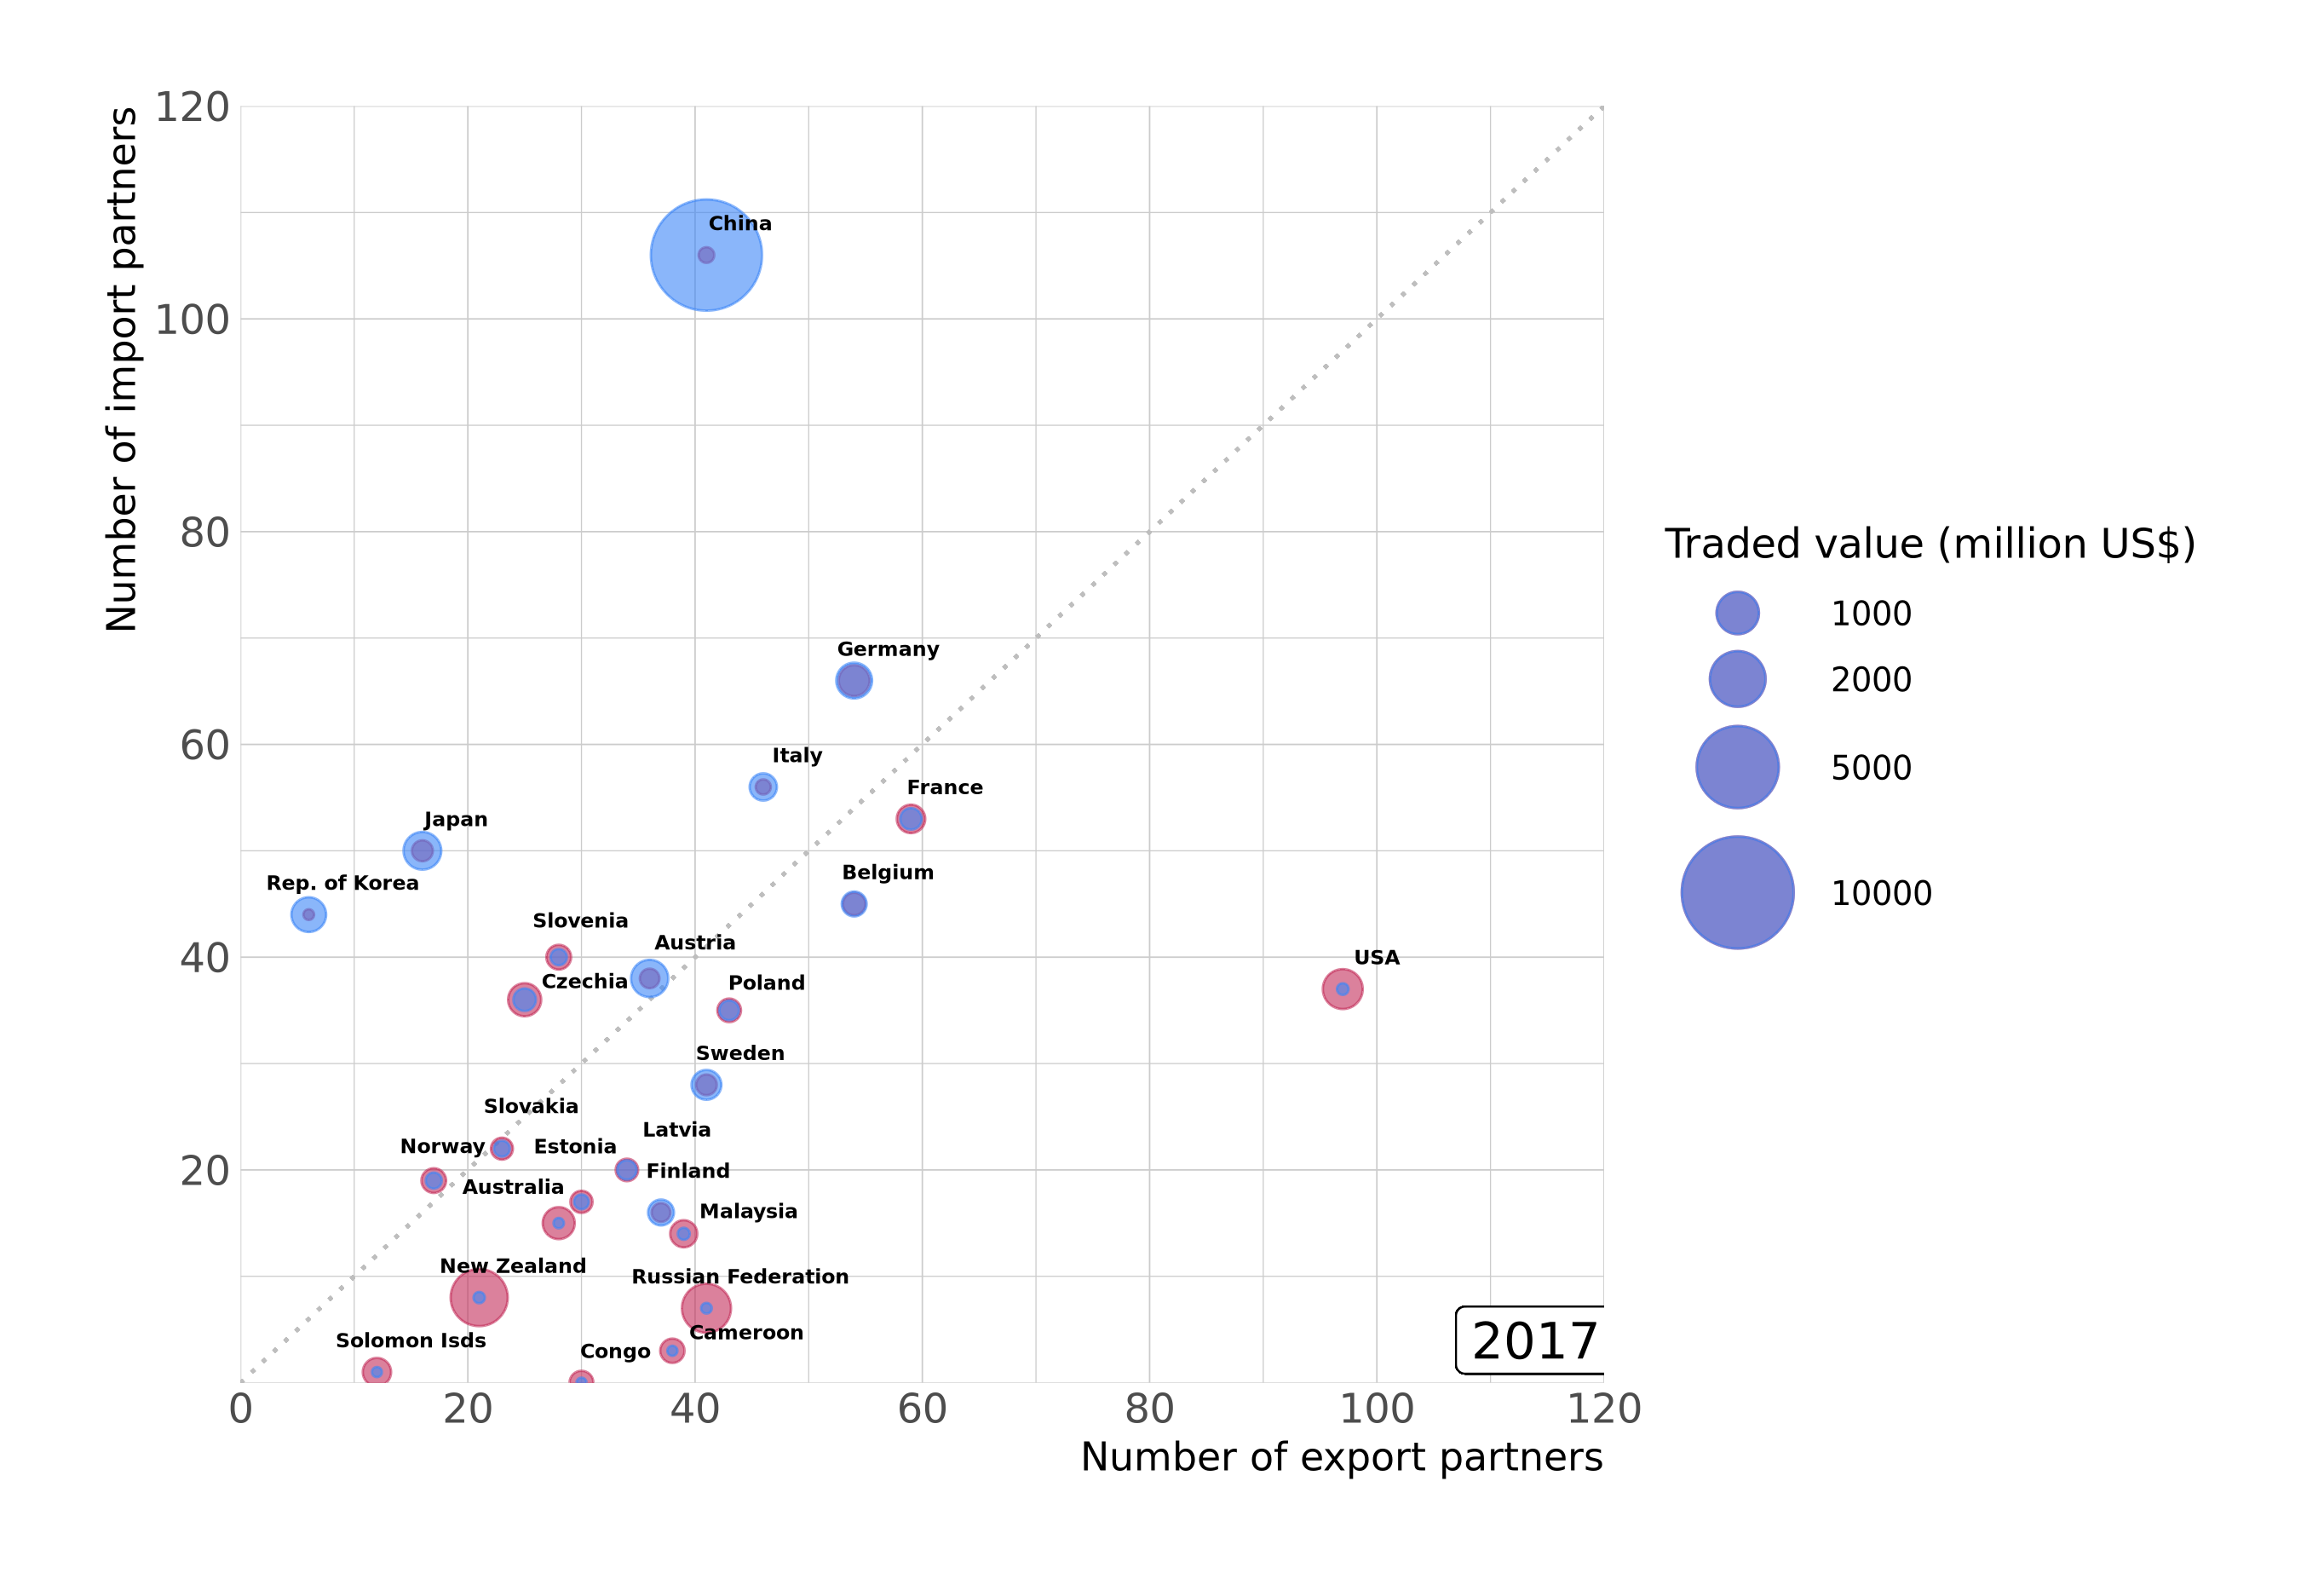 Number of import partners
120
100
80
60
40
20
China
Germany
Italy
France
Japan
Belgium
Rep. of Korea
Slovenia
Austria
USA
Czechia
Poland
Sweden
Slovakia
Latvia
Norway
Estonia
Finland
Australia
Malaysia
New Zealand
Russian Federation
Cameroon
Solomon Isds
Congo
2017
0 20 40 60 80 100 120
Number of export partners
Traded value (million US$)
1000
2000
5000
10000